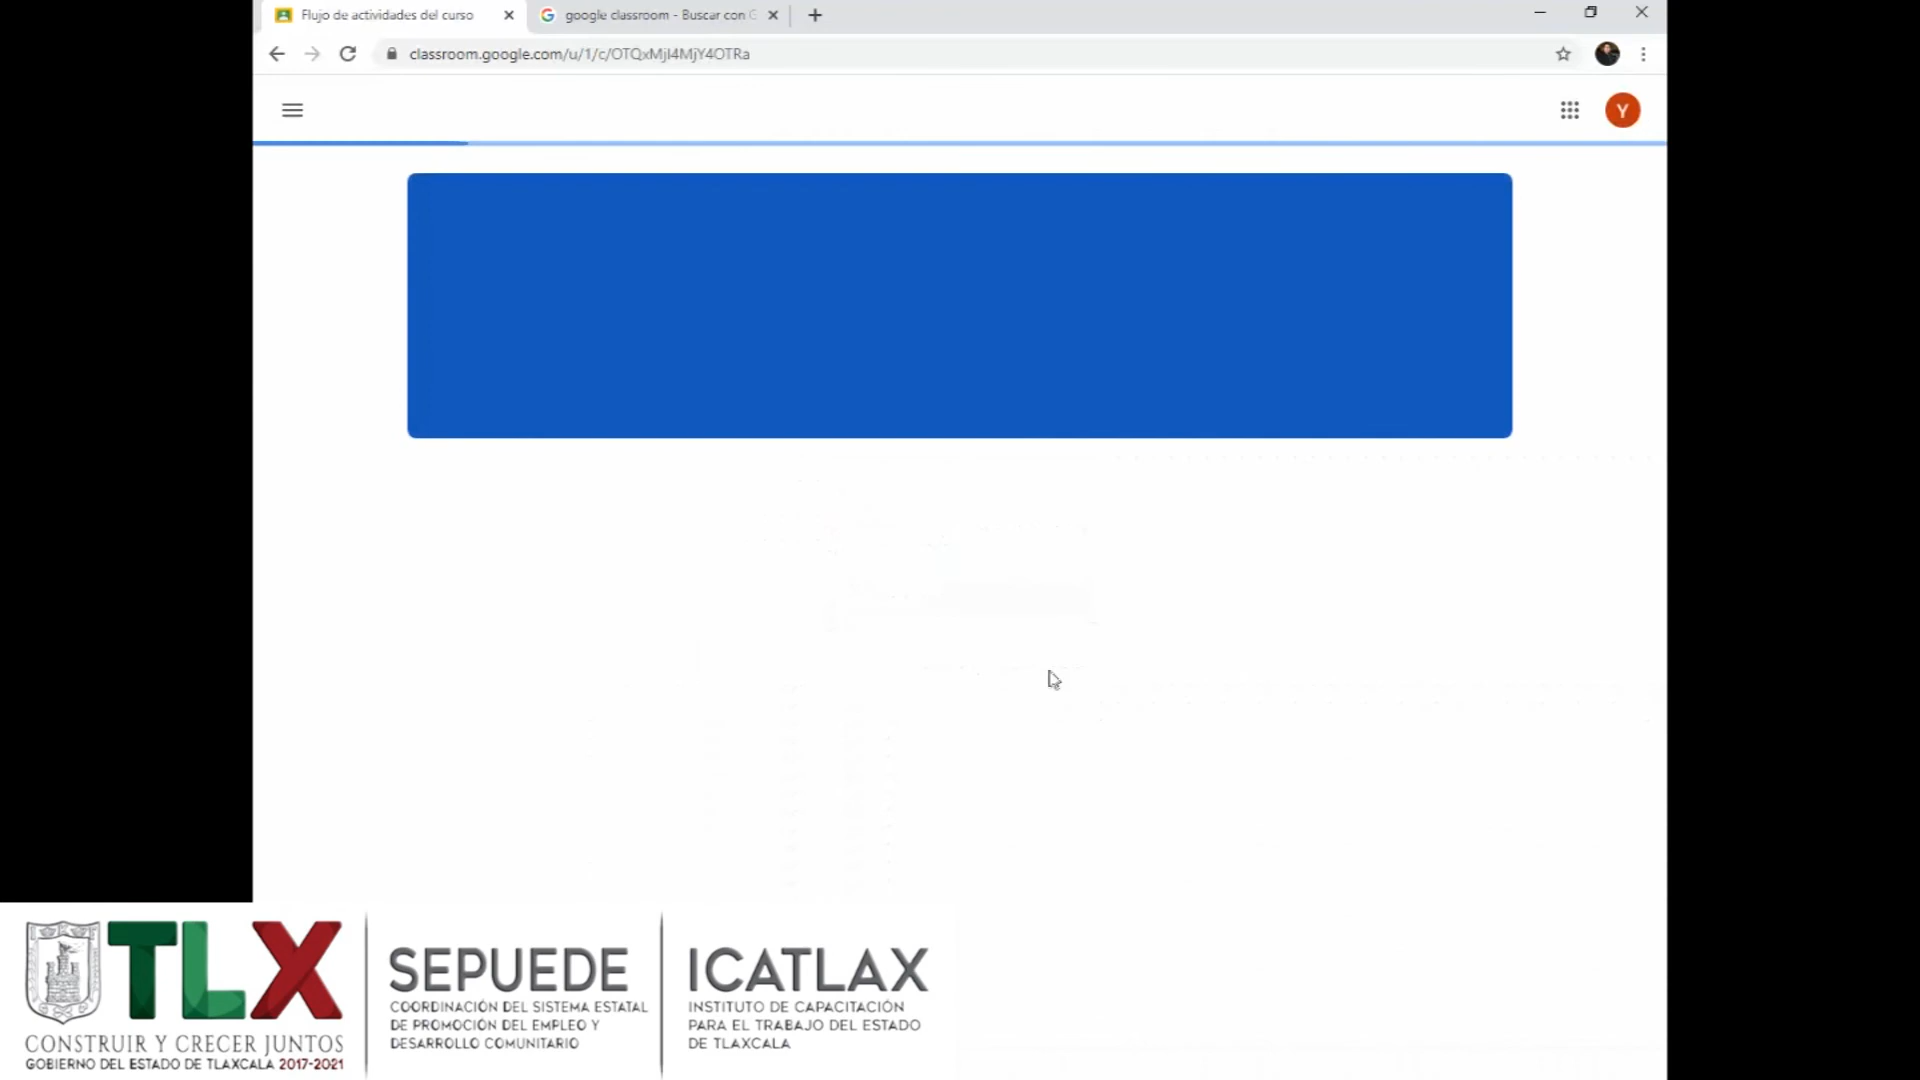 Flujo de actividades del curso
google classroom - Buscar con G
classroom.google.com/u/1/c/OTQxMjI4MjY4OTRa
Y
TLX
CONSTRUIR Y CRECER JUNTOS
GOBIERNO DEL ESTADO DE TLAXCALA 2017-2021
SEPUEDE
COORDINACIÓN DEL SISTEMA ESTATAL
DE PROMOCIÓN DEL EMPLEO Y
DESARROLLO COMUNITARIO
ICATLAX
INSTITUTO DE CAPACITACIÓN
PARA EL TRABAJO DEL ESTADO
DE TLAXCALA